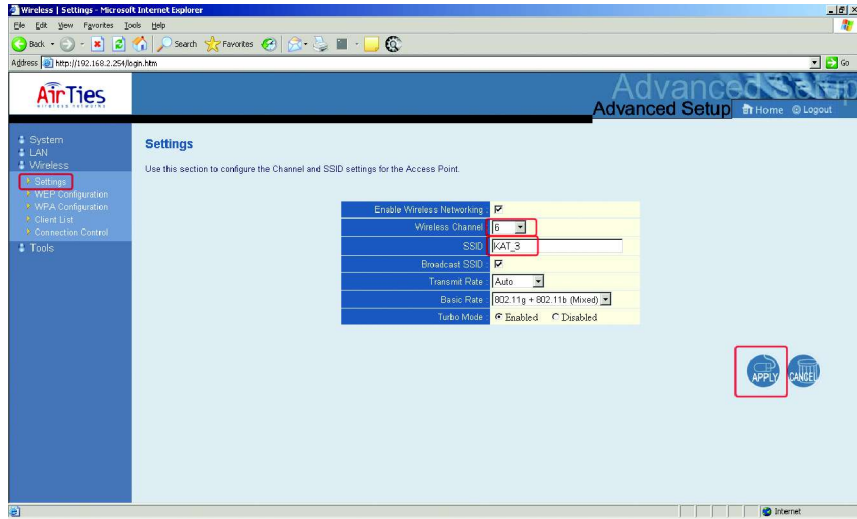 Wireless | Settings - Microsoft Internet Explorer
File Edit View Favorites Tools Help
Back Search Favorites
Address http://192.168.2.254/login.htm Go
AirTies
wireless networks
Advanced Setup
Advanced Setup Home Logout
System
LAN
Wireless
Settings
WEP Configuration
WPA Configuration
Client List
Connection Control
Tools
Settings
Use this section to configure the Channel and SSID settings for the Access Point.
Enable Wireless Networking :
Wireless Channel : 6
SSID : KAT_3
Broadcast SSID :
Transmit Rate : Auto
Basic Rate : 802.11g + 802.11b (Mixed)
Turbo Mode : Enabled Disabled
APPLY CANCEL
Internet